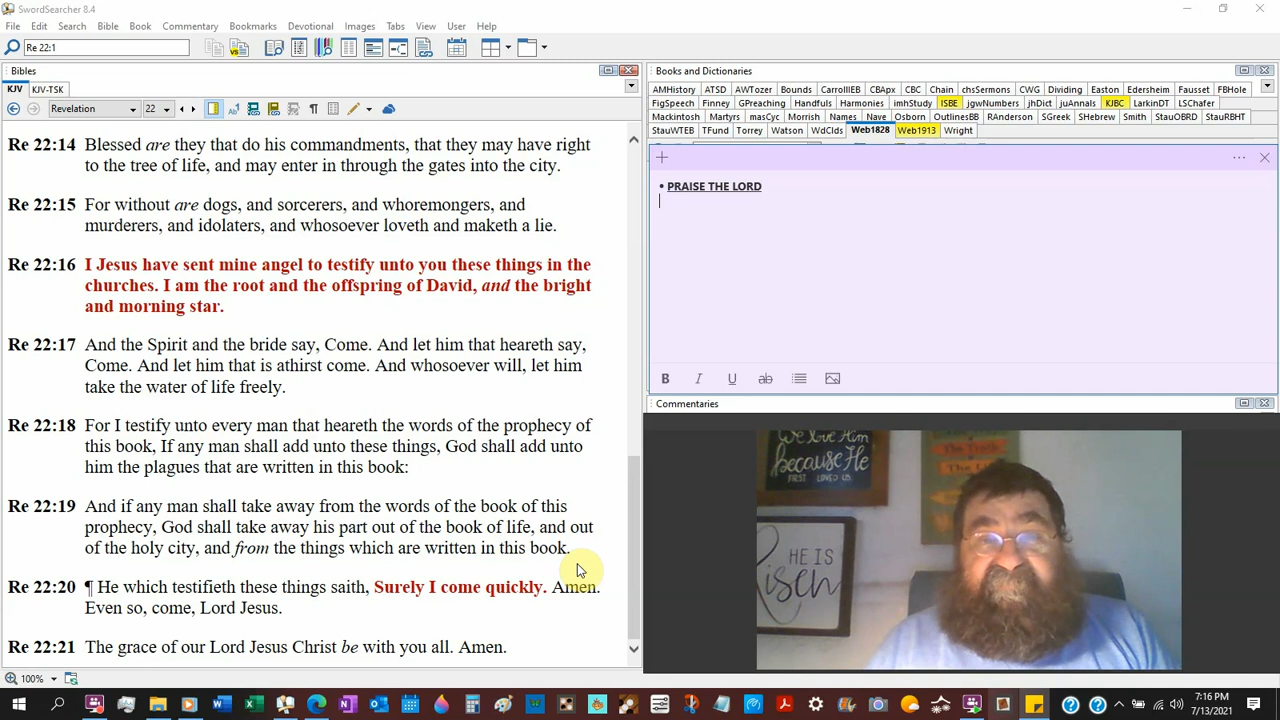 SwordSearcher 8.4
File Edit Search Bible Book Commentary Bookmarks Devotional Images Tabs View User Help
Re 22:1
Bibles
KJV KJV-TSK
Revelation 22
Re 22:14 Blessed are they that do his commandments, that they may have right
to the tree of life, and may enter in through the gates into the city.
Re 22:15 For without are dogs, and sorcerers, and whoremongers, and
murderers, and idolaters, and whosoever loveth and maketh a lie.
Re 22:16 I Jesus have sent mine angel to testify unto you these things in the
churches. I am the root and the offspring of David, and the bright
and morning star.
Re 22:17 And the Spirit and the bride say, Come. And let him that heareth say,
Come. And let him that is athirst come. And whosoever will, let him
take the water of life freely.
Re 22:18 For I testify unto every man that heareth the words of the prophecy of
this book, If any man shall add unto these things, God shall add unto
him the plagues that are written in this book:
Re 22:19 And if any man shall take away from the words of the book of this
prophecy, God shall take away his part out of the book of life, and out
of the holy city, and from the things which are written in this book.
Re 22:20 ¶ He which testifieth these things saith, Surely I come quickly. Amen.
Even so, come, Lord Jesus.
Re 22:21 The grace of our Lord Jesus Christ be with you all. Amen.
100%
Books and Dictionaries
AMHistory ATSD AWTozer Bounds CarrollEB CBApx Chain chsSermons CWG Dividing Easton Edersheim Fausset FBHole
FigSpeech Finney GPreaching Handfuls Harmonies imhStudy ISBE jgwNumbers jhDict juAnnals KJBC LarkinDT LSChafer
Mackintosh Martyrs masCyc Morrish Names Nave Osborn OutlinesBB RAnderson SGreek SHebrew Smith StauOBRD StauRBHT
StauWTEB TFund Torrey Watson WdClds Web1828 Web1913 Wright
• PRAISE THE LORD
B I U ab
Commentaries
We love Him
because He
FIRST LOVED US
HE IS
Risen
7:16 PM
7/13/2021